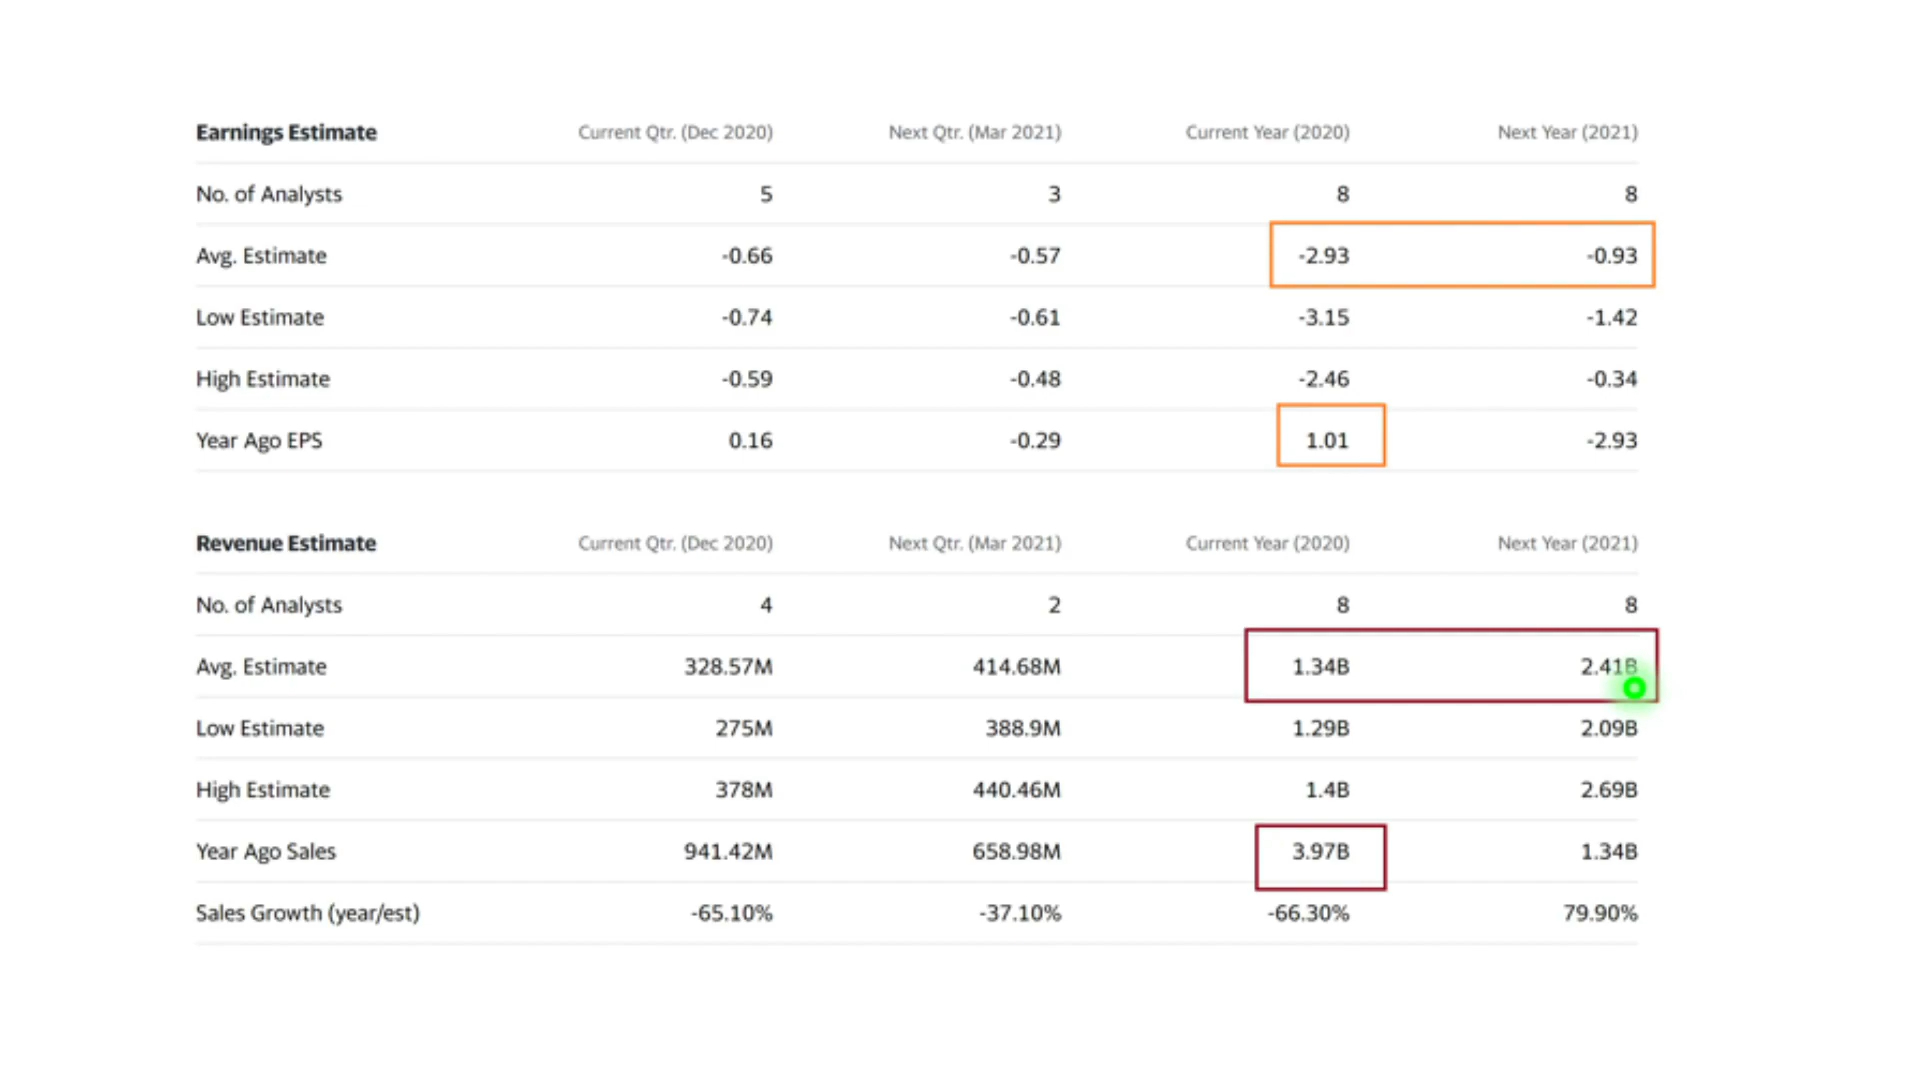 Earnings Estimate Current Qtr. (Dec 2020) Next Qtr. (Mar 2021) Current Year (2020) Next Year (2021)
No. of Analysts 5 3 8 8
Avg. Estimate -0.66 -0.57 -2.93 -0.93
Low Estimate -0.74 -0.61 -3.15 -1.42
High Estimate -0.59 -0.48 -2.46 -0.34
Year Ago EPS 0.16 -0.29 1.01 -2.93
Revenue Estimate Current Qtr. (Dec 2020) Next Qtr. (Mar 2021) Current Year (2020) Next Year (2021)
No. of Analysts 4 2 8 8
Avg. Estimate 328.57M 414.68M 1.34B 2.41B
Low Estimate 275M 388.9M 1.29B 2.09B
High Estimate 378M 440.46M 1.4B 2.69B
Year Ago Sales 941.42M 658.98M 3.97B 1.34B
Sales Growth (year/est) -65.10% -37.10% -66.30% 79.90%